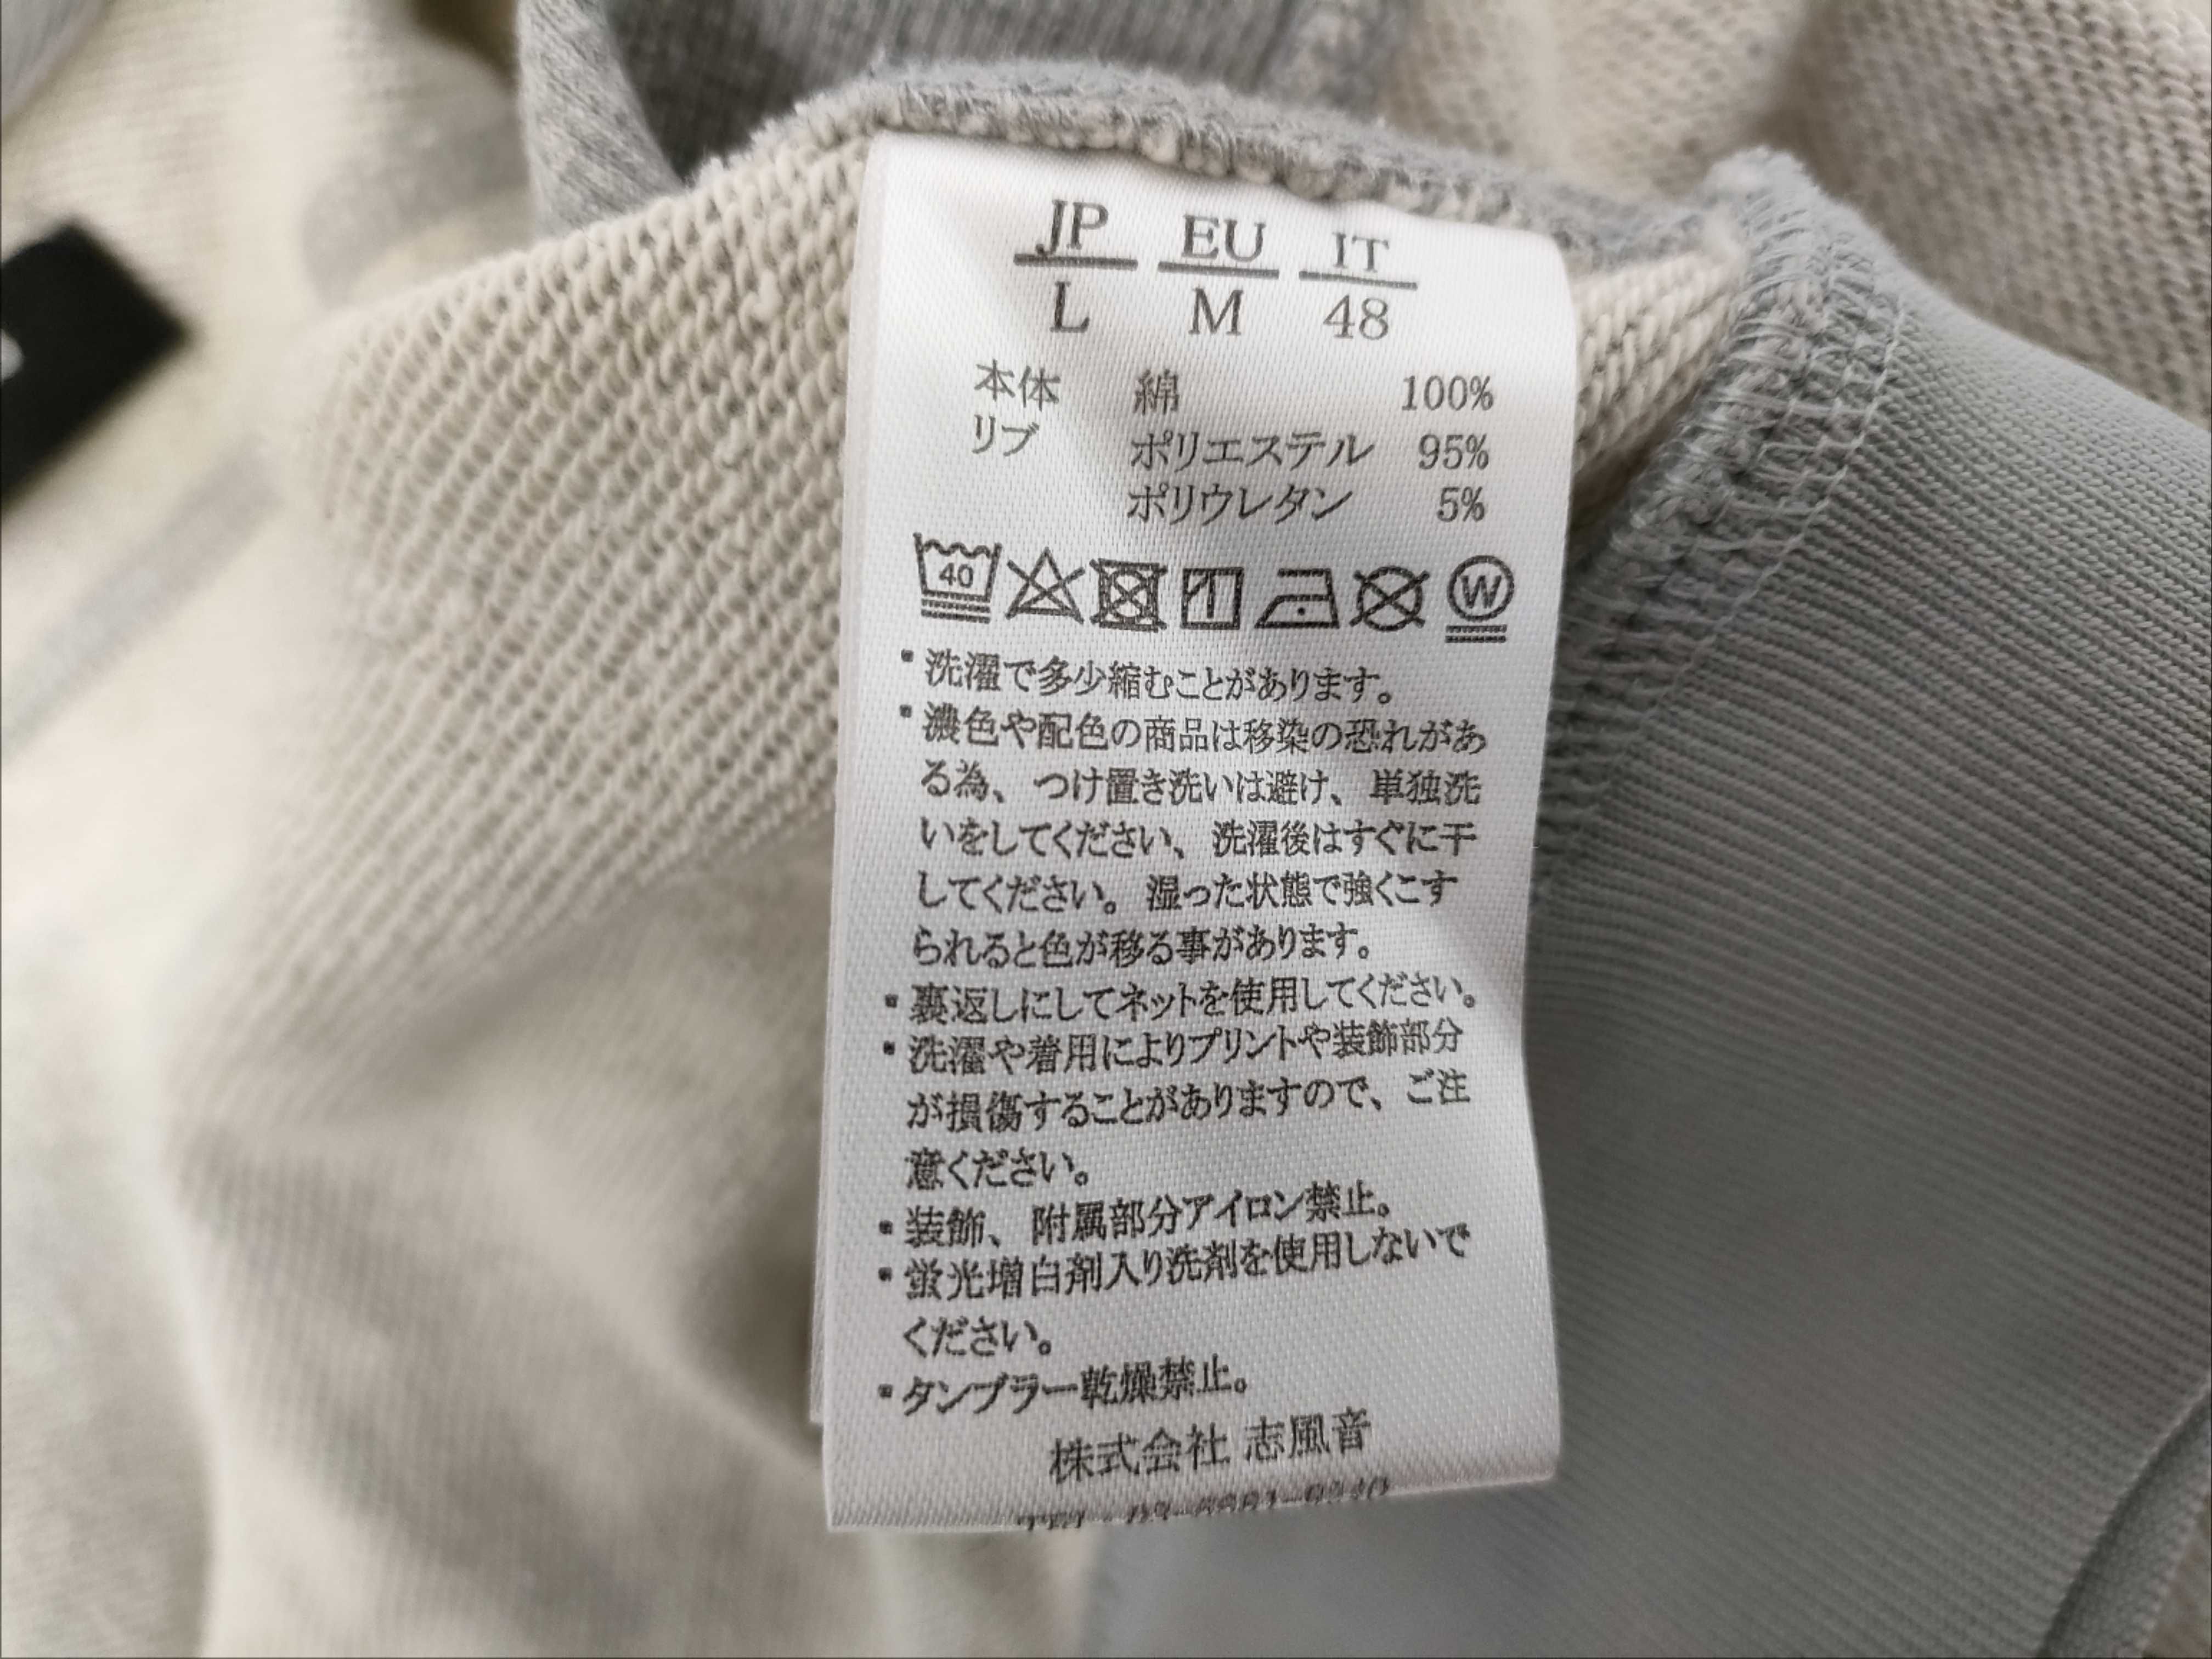 JP EU IT
L M 48
本体 綿 100%
リブ ポリエステル 95%
ポリウレタン 5%
40 W
・洗濯で多少縮むことがあります。
・濃色や配色の商品は移染の恐れがあ
る為、つけ置き洗いは避け、単独洗
いをしてください、洗濯後はすぐに干
してください。湿った状態で強くこす
られると色が移る事があります。
・裏返しにしてネットを使用してください。
・洗濯や着用によりプリントや装飾部分
が損傷することがありますので、ご注
意ください。
・装飾、附属部分アイロン禁止。
・蛍光増白剤入り洗剤を使用しないで
ください。
・タンブラー乾燥禁止。
株式会社 志風音